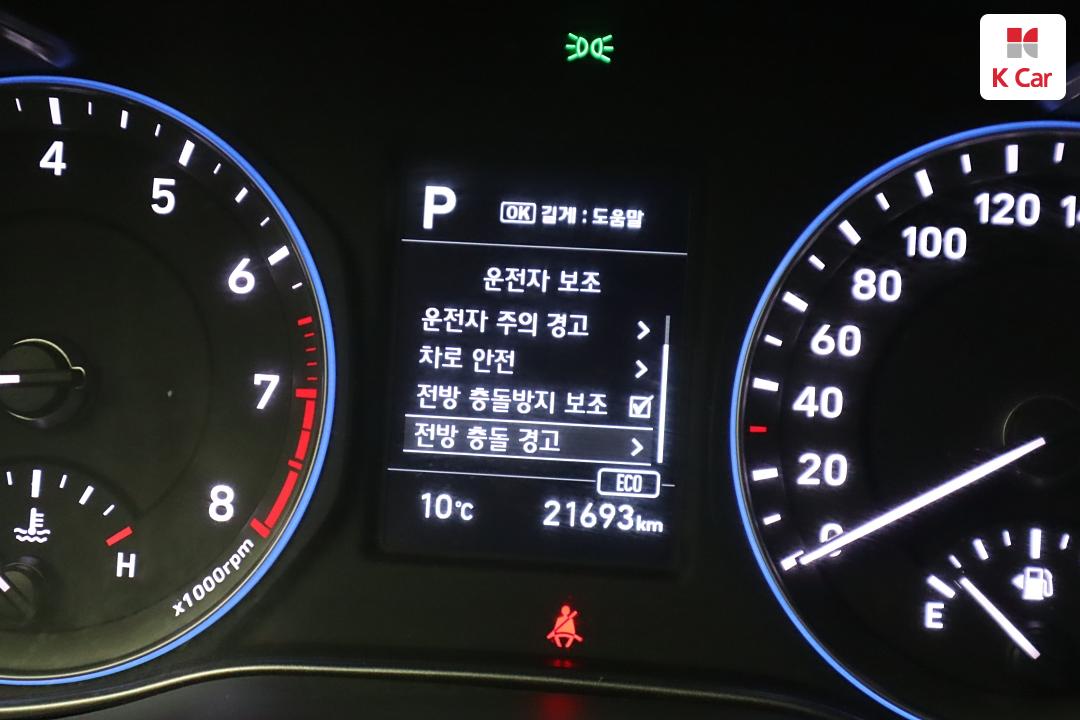 K Car
4
5
6
7
8
x1000rpm
H
P
OK 길게 : 도움말
운전자 보조
운전자 주의 경고
차로 안전
전방 충돌방지 보조
전방 충돌 경고
ECO
10℃ 21693km
120
100
80
60
40
20
0
E